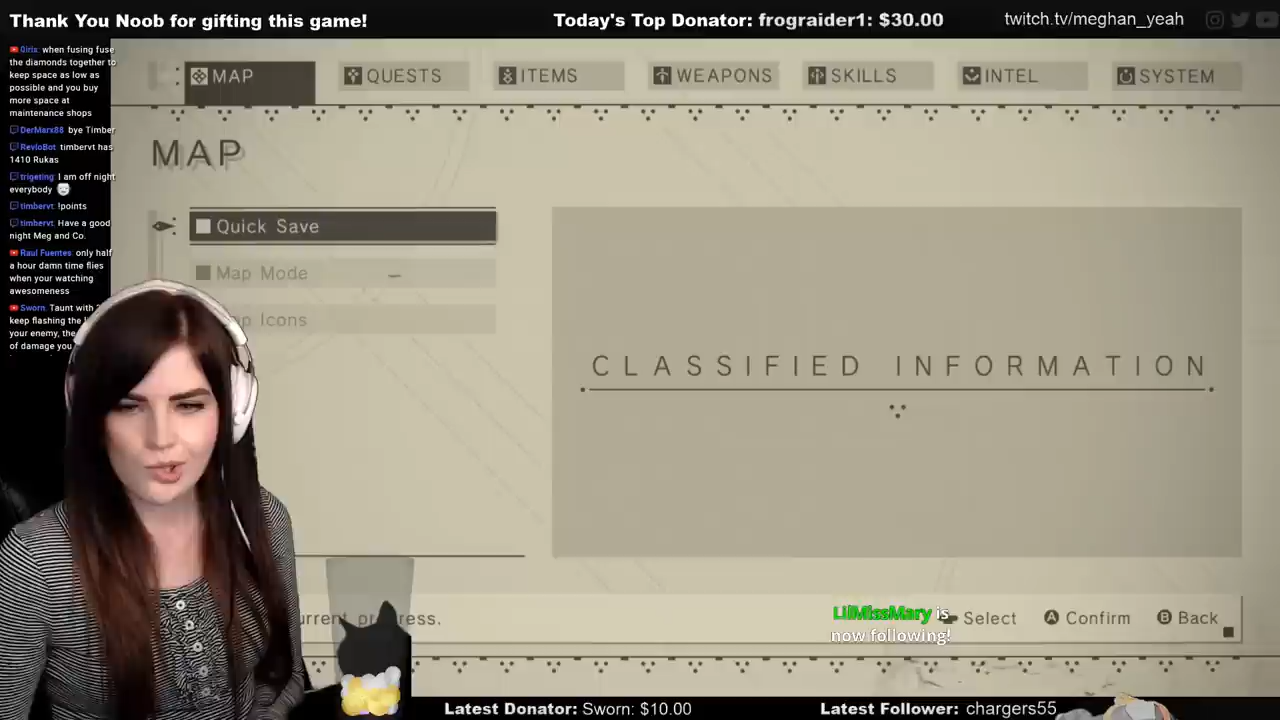 Thank You Noob for gifting this game!
Today's Top Donator: frograider1: $30.00
twitch.tv/meghan_yeah
Qiris: when fusing fuse
the diamonds together to
keep space as low as
possible and you buy
more space at
maintenance shops
DerMarx88 bye Timber
RevloBot: timbervt has
1410 Rukas
trigeting: I am off night
everybody
timbervt: !points
timbervt: Have a good
night Meg and Co.
Raul Fuentes: only half
a hour damn time flies
when your watching
awesomeness
Sworn: Taunt with
keep flashing the
your enemy, the
of damage you
MAP
QUESTS
ITEMS
WEAPONS
SKILLS
INTEL
SYSTEM
MAP
Quick Save
Map Mode
Icons
CLASSIFIED INFORMATION
LilMissMary is
now following!
Select
Confirm
Back
Latest Donator: Sworn: $10.00
Latest Follower: chargers55